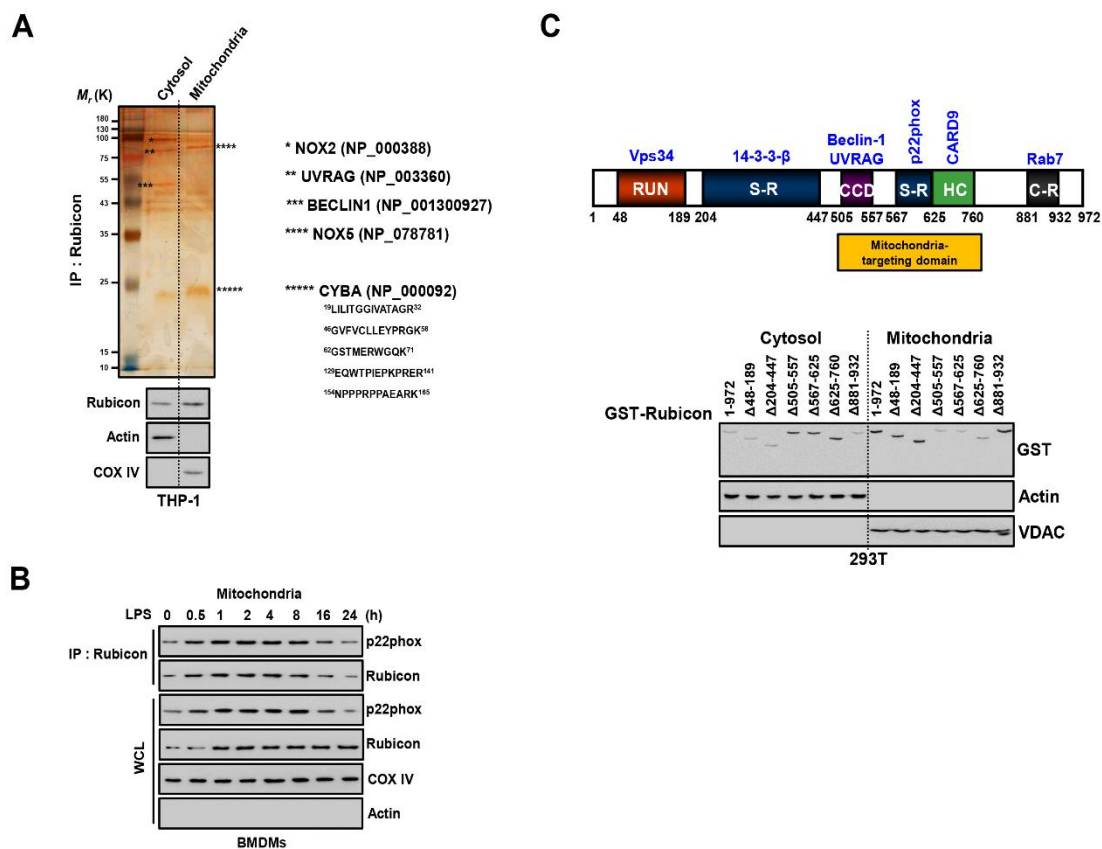 A
Cytosol
Mitochondria
Mr (K)
180
130
100
75
55
43
35
25
15
10
*
**
***
****
*****
IP : Rubicon
* NOX2 (NP_000388)
** UVRAG (NP_003360)
*** BECLIN1 (NP_001300927)
**** NOX5 (NP_078781)
***** CYBA (NP_000092)
19LILITGGIVATAGR32
46GVFVCLLEYPRGK58
62GSTMERWGQK71
129EQWTPIEPKPRER141
154NPPPRPPAEARK165
Rubicon
Actin
COX IV
THP-1
B
Mitochondria
LPS 0 0.5 1 2 4 8 16 24 (h)
IP : Rubicon
p22phox
Rubicon
WCL
p22phox
Rubicon
COX IV
Actin
BMDMs
C
Vps34
14-3-3-β
Beclin-1
UVRAG
p22phox
CARD9
Rab7
RUN S-R CCD S-R HC C-R
1 48 189 204 447 505 557 567 625 760 881 932 972
Mitochondria-
targeting domain
Cytosol Mitochondria
GST-Rubicon
1-972
Δ48-189
Δ204-447
Δ505-557
Δ567-625
Δ625-760
Δ881-932
1-972
Δ48-189
Δ204-447
Δ505-557
Δ567-625
Δ625-760
Δ881-932
GST
Actin
VDAC
293T